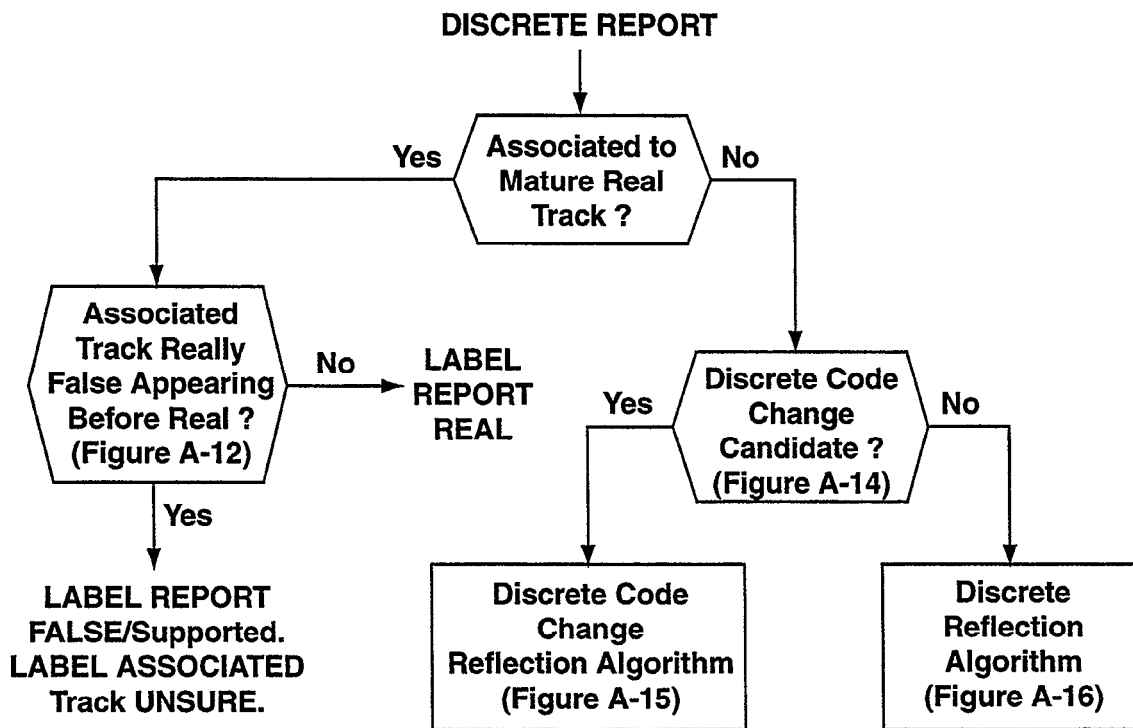 DISCRETE REPORT
Associated to
Mature Real
Track ?
Yes
No
Associated
Track Really
False Appearing
Before Real ?
(Figure A-12)
No
LABEL
REPORT
REAL
Yes
LABEL REPORT
FALSE/Supported.
LABEL ASSOCIATED
Track UNSURE.
Discrete Code
Change
Candidate ?
(Figure A-14)
Yes
No
Discrete Code
Change
Reflection Algorithm
(Figure A-15)
Discrete
Reflection
Algorithm
(Figure A-16)